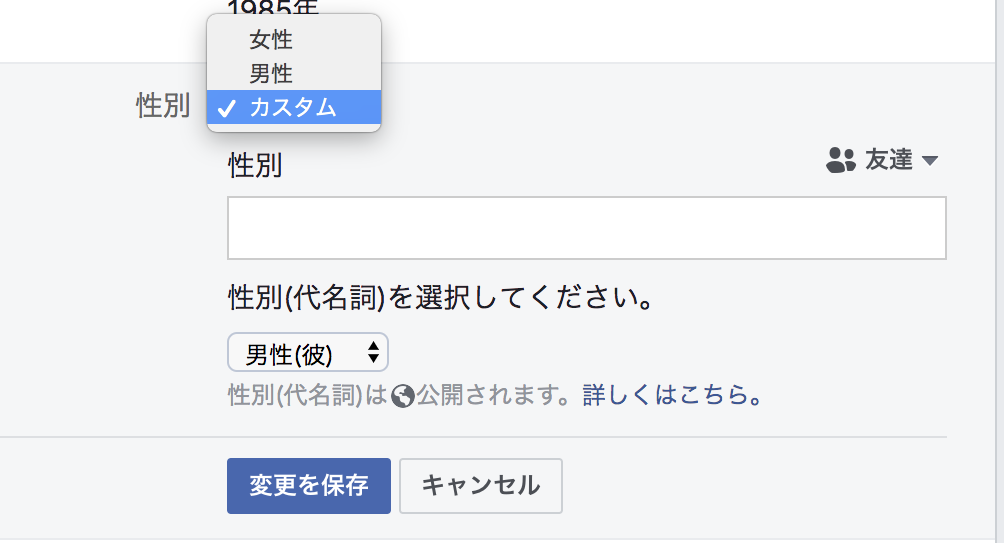 1985年
女性
男性
性別
✓ カスタム
性別
友達
性別(代名詞)を選択してください。
男性(彼)
性別(代名詞)は公開されます。詳しくはこちら。
変更を保存
キャンセル